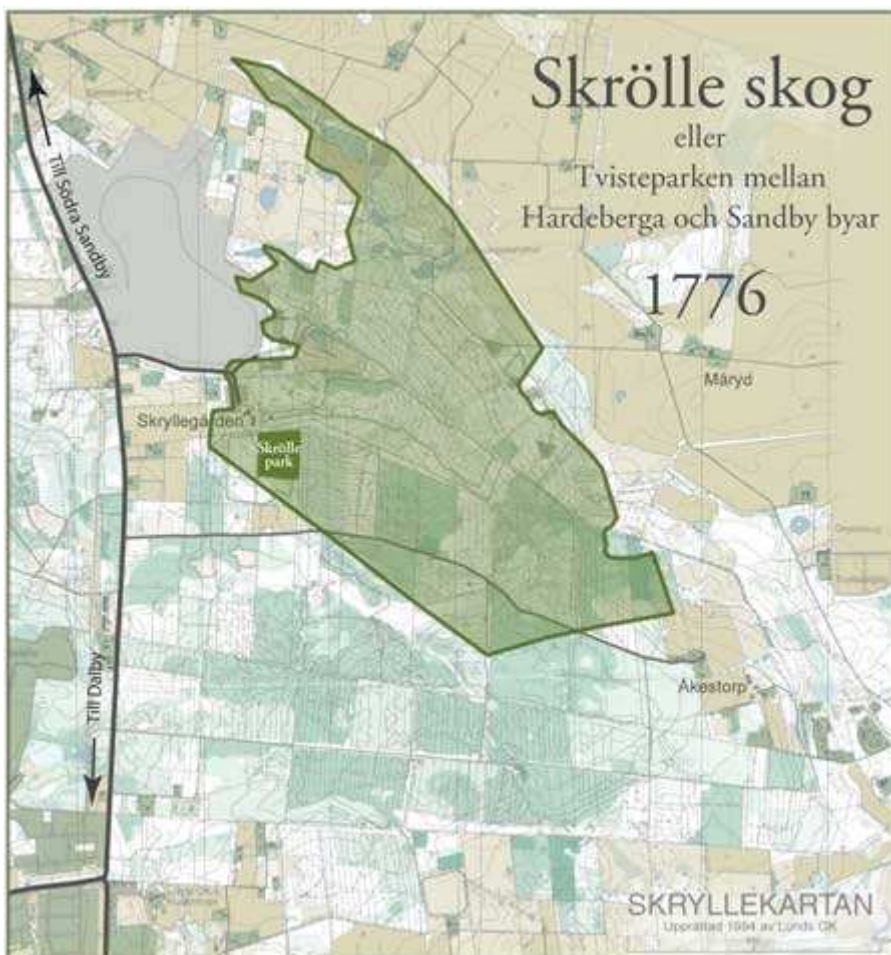 Skrölle skog
eller
Tvisteparken mellan
Hardeberga och Sandby byar
1776
Till Södra Sandby
Måryd
Skryllegården
Skrölle
park
Till Dalby
Åkestorp
SKRYLLEKARTAN
Upprättad 1994 av Lunds OK